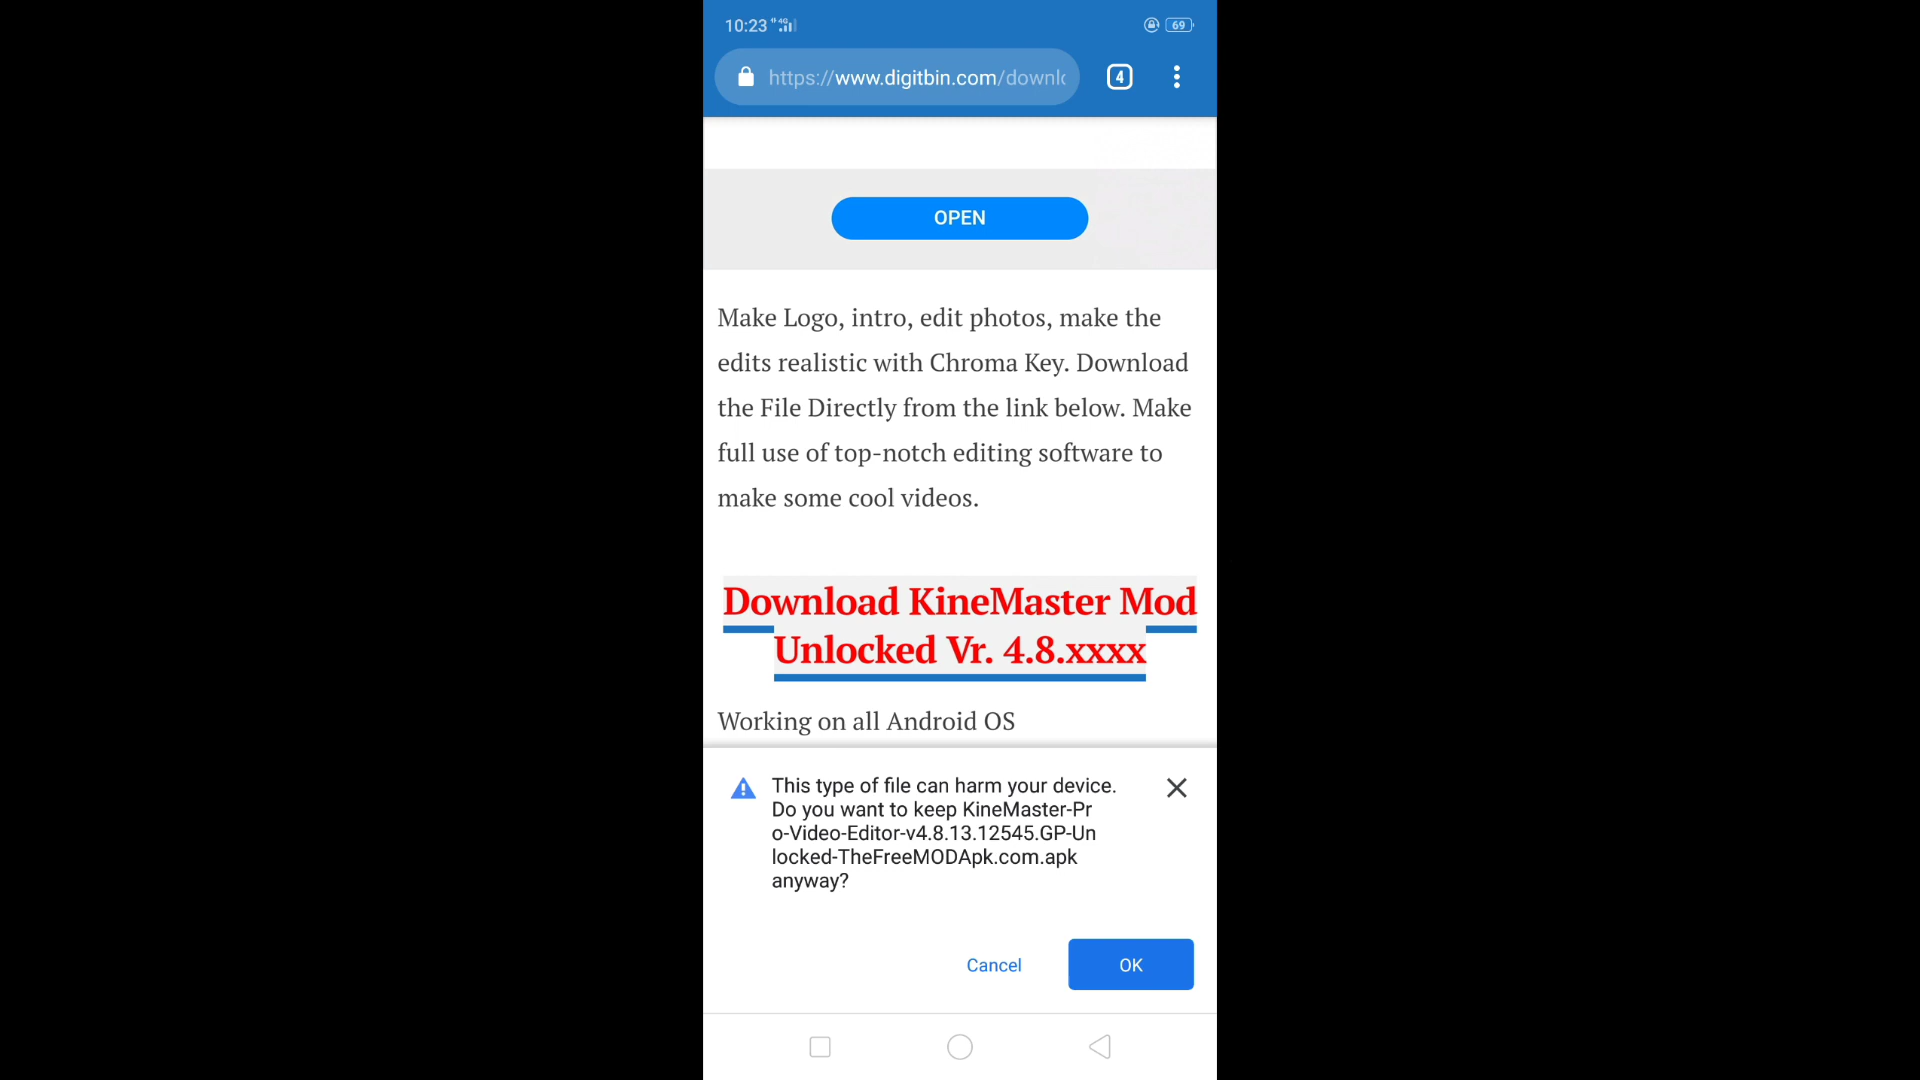 10:23 4G 69
https://www.digitbin.com/downlo 4
OPEN
Make Logo, intro, edit photos, make the
edits realistic with Chroma Key. Download
the File Directly from the link below. Make
full use of top-notch editing software to
make some cool videos.
Download KineMaster Mod
Unlocked Vr. 4.8.xxxx
Working on all Android OS
This type of file can harm your device.
Do you want to keep KineMaster-Pr
o-Video-Editor-v4.8.13.12545.GP-Un
locked-TheFreeMODApk.com.apk
anyway?
Cancel OK